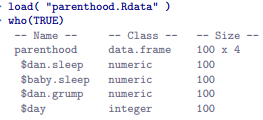 > load( "parenthood.Rdata" )
> who(TRUE)
-- Name -- -- Class -- -- Size --
parenthood data.frame 100 x 4
$dan.sleep numeric 100
$baby.sleep numeric 100
$dan.grump numeric 100
$day integer 100